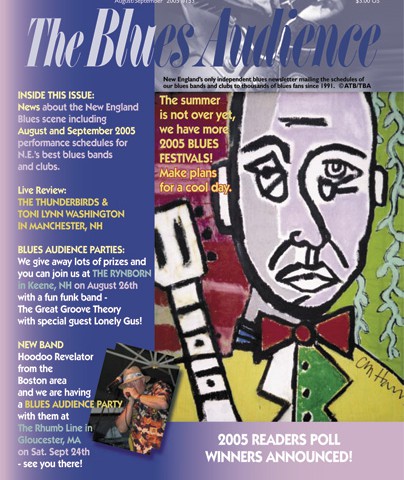 August/September 2005 #151
$3.00 US
The Blues Audience
New England's only independent blues newsletter mailing the schedules of
our blues bands and clubs to thousands of blues fans since 1991. ©ATB/TBA
INSIDE THIS ISSUE:
News about the New England
Blues scene including
August and September 2005
performance schedules for
N.E.'s best blues bands
and clubs.
Live Review:
THE THUNDERBIRDS &
TONI LYNN WASHINGTON
IN MANCHESTER, NH
BLUES AUDIENCE PARTIES:
We give away lots of prizes and
you can join us at THE RYNBORN
in Keene, NH on August 26th
with a fun funk band -
The Great Groove Theory
with special guest Lonely Gus!
NEW BAND
Hoodoo Revelator
from the
Boston area
and we are having
a BLUES AUDIENCE PARTY
with them at
The Rhumb Line in
Gloucester, MA
on Sat. Sept 24th
- see you there!
The summer
is not over yet,
we have more
2005 BLUES
FESTIVALS!
Make plans
for a cool day.
2005 READERS POLL
WINNERS ANNOUNCED!